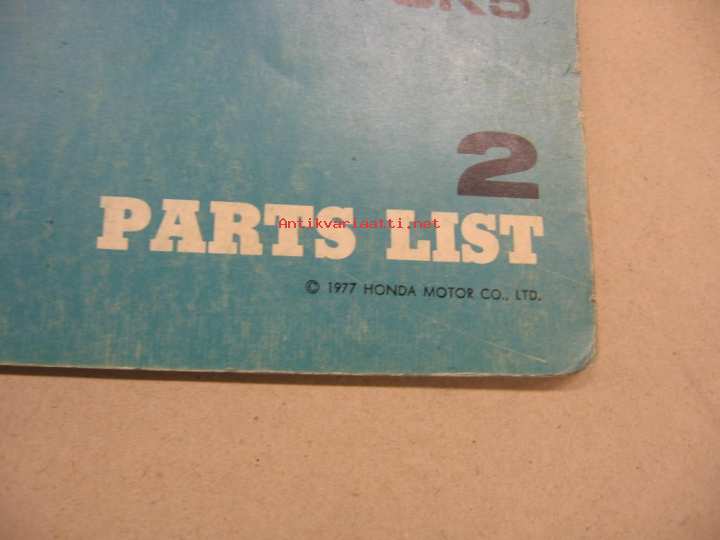 2
PARTS LIST
Antikvariaatti.net
© 1977 HONDA MOTOR CO., LTD.